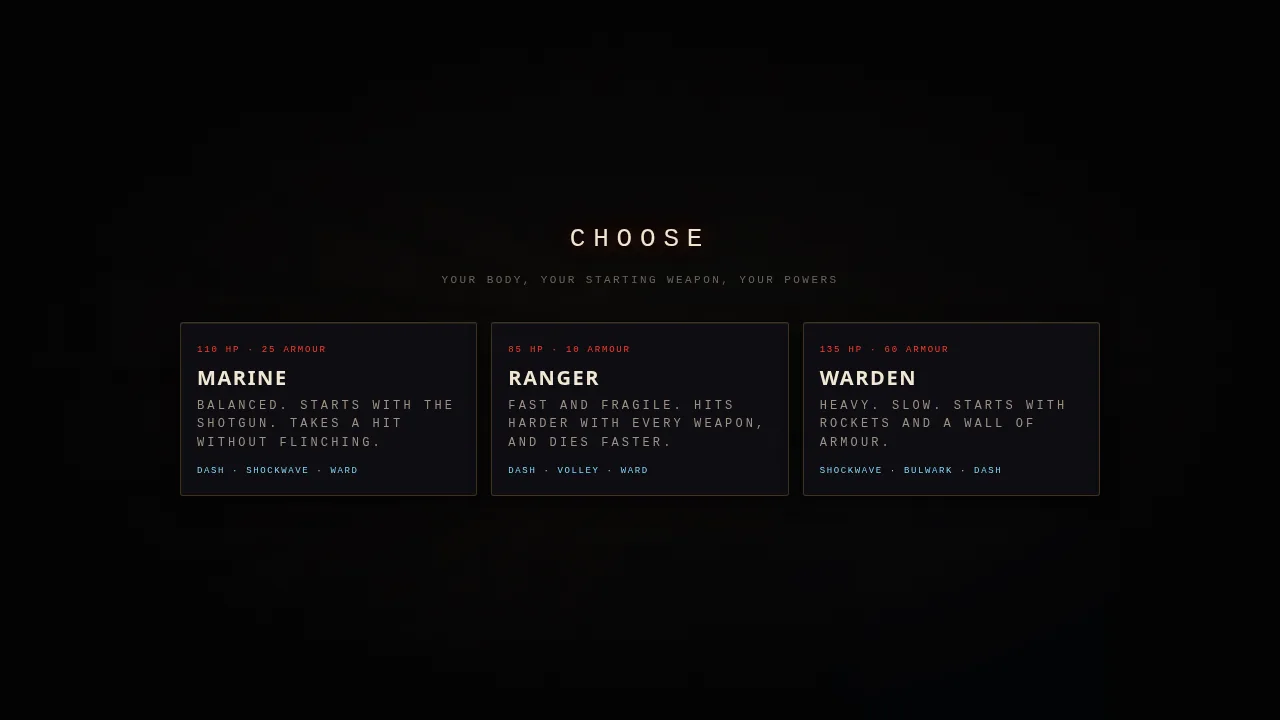 CHOOSE
YOUR BODY, YOUR STARTING WEAPON, YOUR POWERS
110 HP · 25 ARMOUR
MARINE
BALANCED. STARTS WITH THE
SHOTGUN. TAKES A HIT
WITHOUT FLINCHING.
DASH · SHOCKWAVE · WARD
85 HP · 10 ARMOUR
RANGER
FAST AND FRAGILE. HITS
HARDER WITH EVERY WEAPON,
AND DIES FASTER.
DASH · VOLLEY · WARD
135 HP · 60 ARMOUR
WARDEN
HEAVY. SLOW. STARTS WITH
ROCKETS AND A WALL OF
ARMOUR.
SHOCKWAVE · BULWARK · DASH